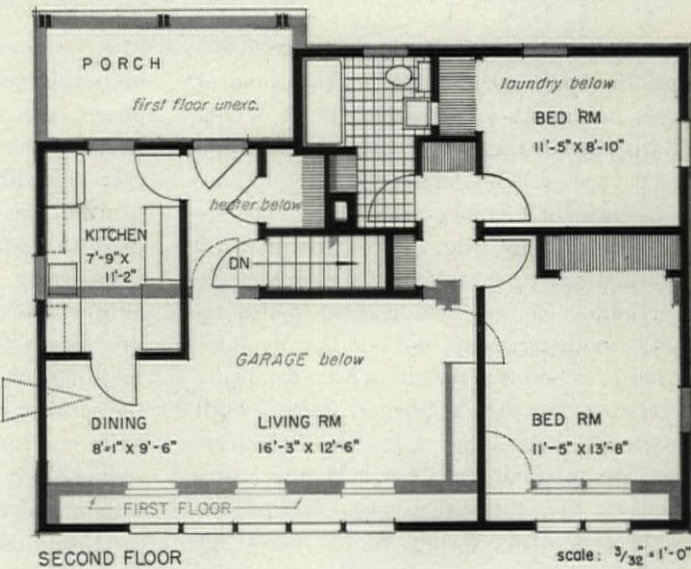 PORCH
first floor unexc.
laundry below
BED RM
11'-5" X 8'-10"
heater below
KITCHEN
7'-9" X
11'-2"
DN
GARAGE below
DINING
8'-1" X 9'-6"
LIVING RM
16'-3" X 12'-6"
BED RM
11'-5" X 13'-8"
FIRST FLOOR
SECOND FLOOR
scale: 3/32" = 1'-0"